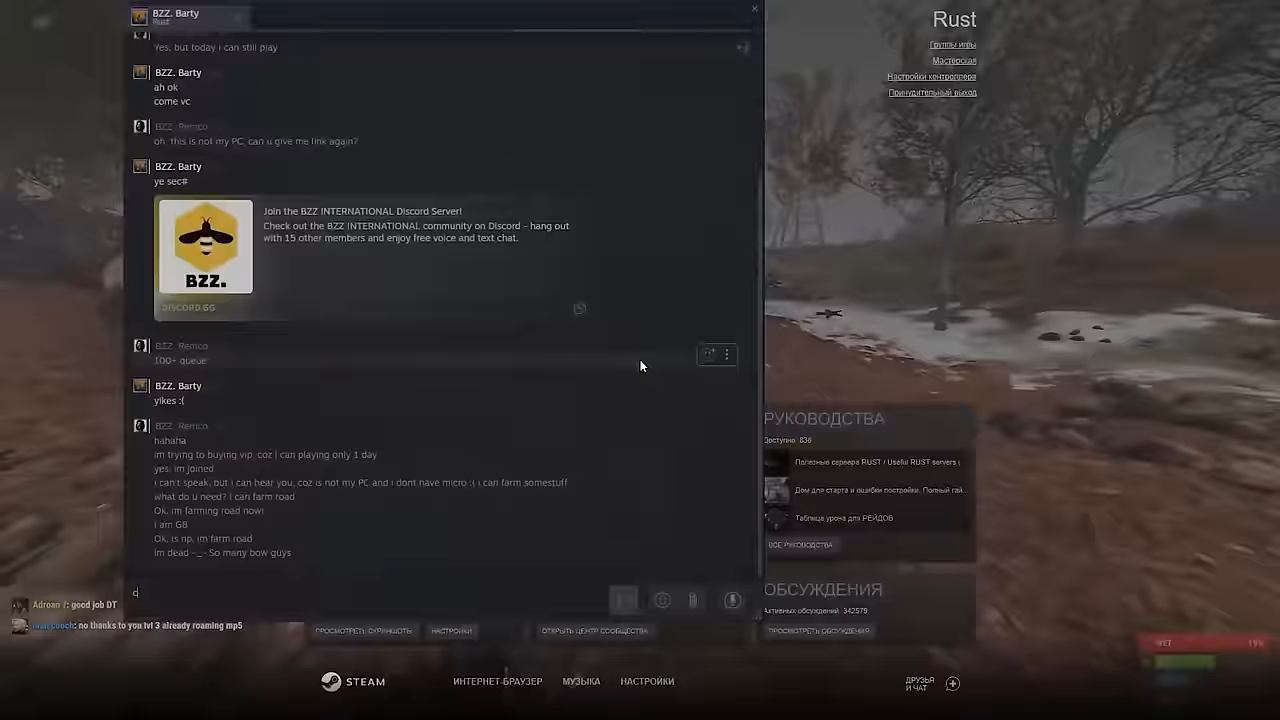 BZZ. Barty
Rust
Rust
Группы игры
Мастерская
Настройки контроллера
Принудительный выход
Yes, but today i can still play
BZZ. Barty
ah ok
come vc
BZZ. Remco
oh, this is not my PC, can u give me link again?
BZZ. Barty
ye sec#
Join the BZZ INTERNATIONAL Discord Server!
Check out the BZZ INTERNATIONAL community on Discord - hang out
with 15 other members and enjoy free voice and text chat.
BZZ.
DISCORD.GG
BZZ. Remco
100+ queue
BZZ. Barty
yikes :(
BZZ. Remco
hahaha
im trying to buying vip, coz i can playing only 1 day
yes, im joined
i can't speak, but i can hear you, coz is not my PC and i dont have micro :( i can farm somestuff
what do u need? I can farm road
Ok, im farming road now!
I am G8
Ok, is np, im farm road
Im dead -_- So many bow guys
c
РУКОВОДСТВА
Доступно: 836
Полезные сервера RUST / Useful RUST servers (
Дом для старта и ошибки постройки. Полный гай...
Таблица урона для РЕЙДОВ
ВСЕ РУКОВОДСТВА
ОБСУЖДЕНИЯ
Активных обсуждений: 342579
ПРОСМОТРЕТЬ ОБСУЖДЕНИЯ
good job DT
no thanks to you lvl 3 already roaming mp5
ПРОСМОТРЕТЬ СКРИНШОТЫ
НАСТРОЙКИ
ОТКРЫТЬ ЦЕНТР СООБЩЕСТВА
WET
19%
STEAM
ИНТЕРНЕТ-БРАУЗЕР
МУЗЫКА
НАСТРОЙКИ
ДРУЗЬЯ
И ЧАТ